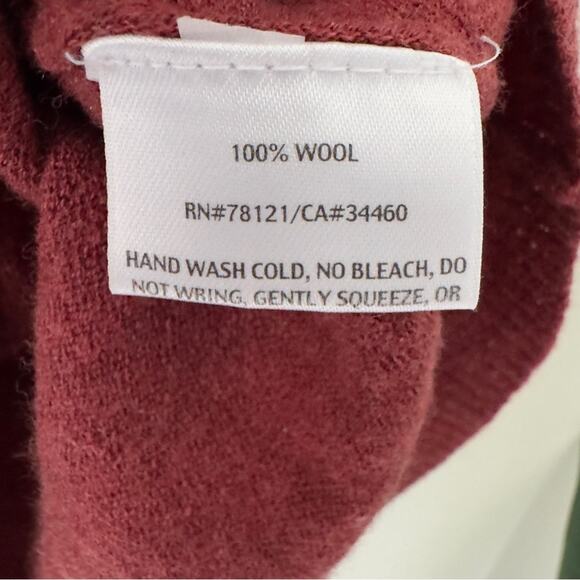 100% WOOL
RN#78121/CA#34460
HAND WASH COLD, NO BLEACH, DO
NOT WRING, GENTLY SQUEEZE, OR